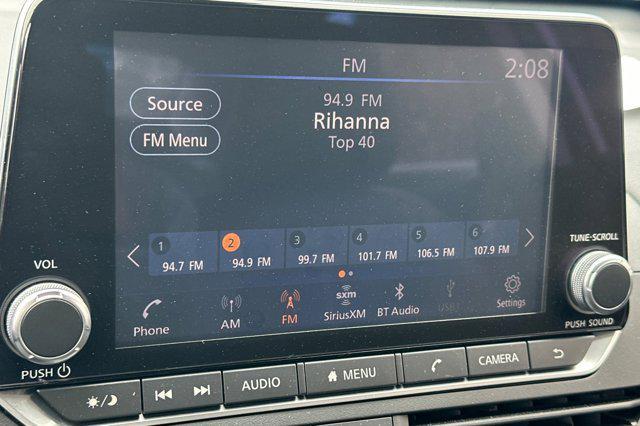 FM
2:08
Source
FM Menu
94.9 FM
Rihanna
Top 40
1
94.7 FM
2
94.9 FM
3
99.7 FM
4
101.7 FM
5
106.5 FM
6
107.9 FM
Phone
AM
FM
sxm
SiriusXM
BT Audio
Settings
VOL
PUSH
TUNE·SCROLL
PUSH SOUND
AUDIO
MENU
CAMERA